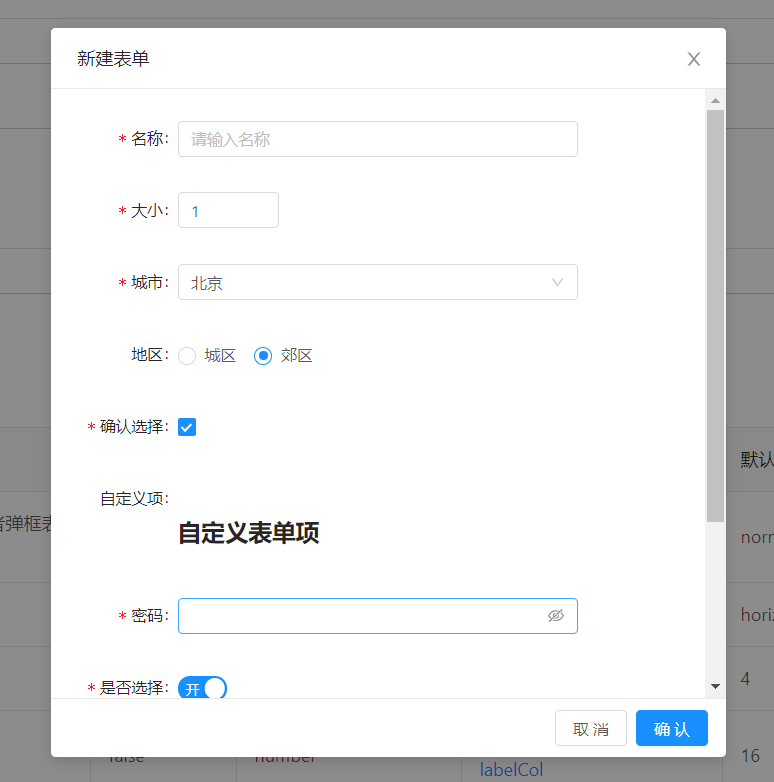 新建表单
* 名称: 请输入名称
* 大小: 1
* 城市: 北京
地区: 城区 郊区
* 确认选择:
默认
自定义项:
者弹框表
自定义表单项
norm
* 密码:
horiz
4
* 是否选择: 开
取 消 确 认
false number 16
labelCol